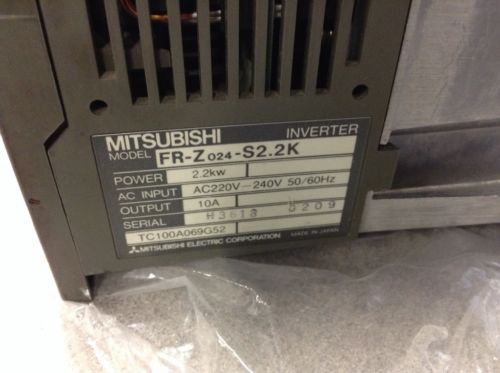 MITSUBISHI INVERTER
MODEL FR-Z024-S2.2K
POWER 2.2kw
AC INPUT AC220V—240V 50/60Hz
OUTPUT 10A
SERIAL
TC100A069G52
MITSUBISHI ELECTRIC CORPORATION MADE IN JAPAN